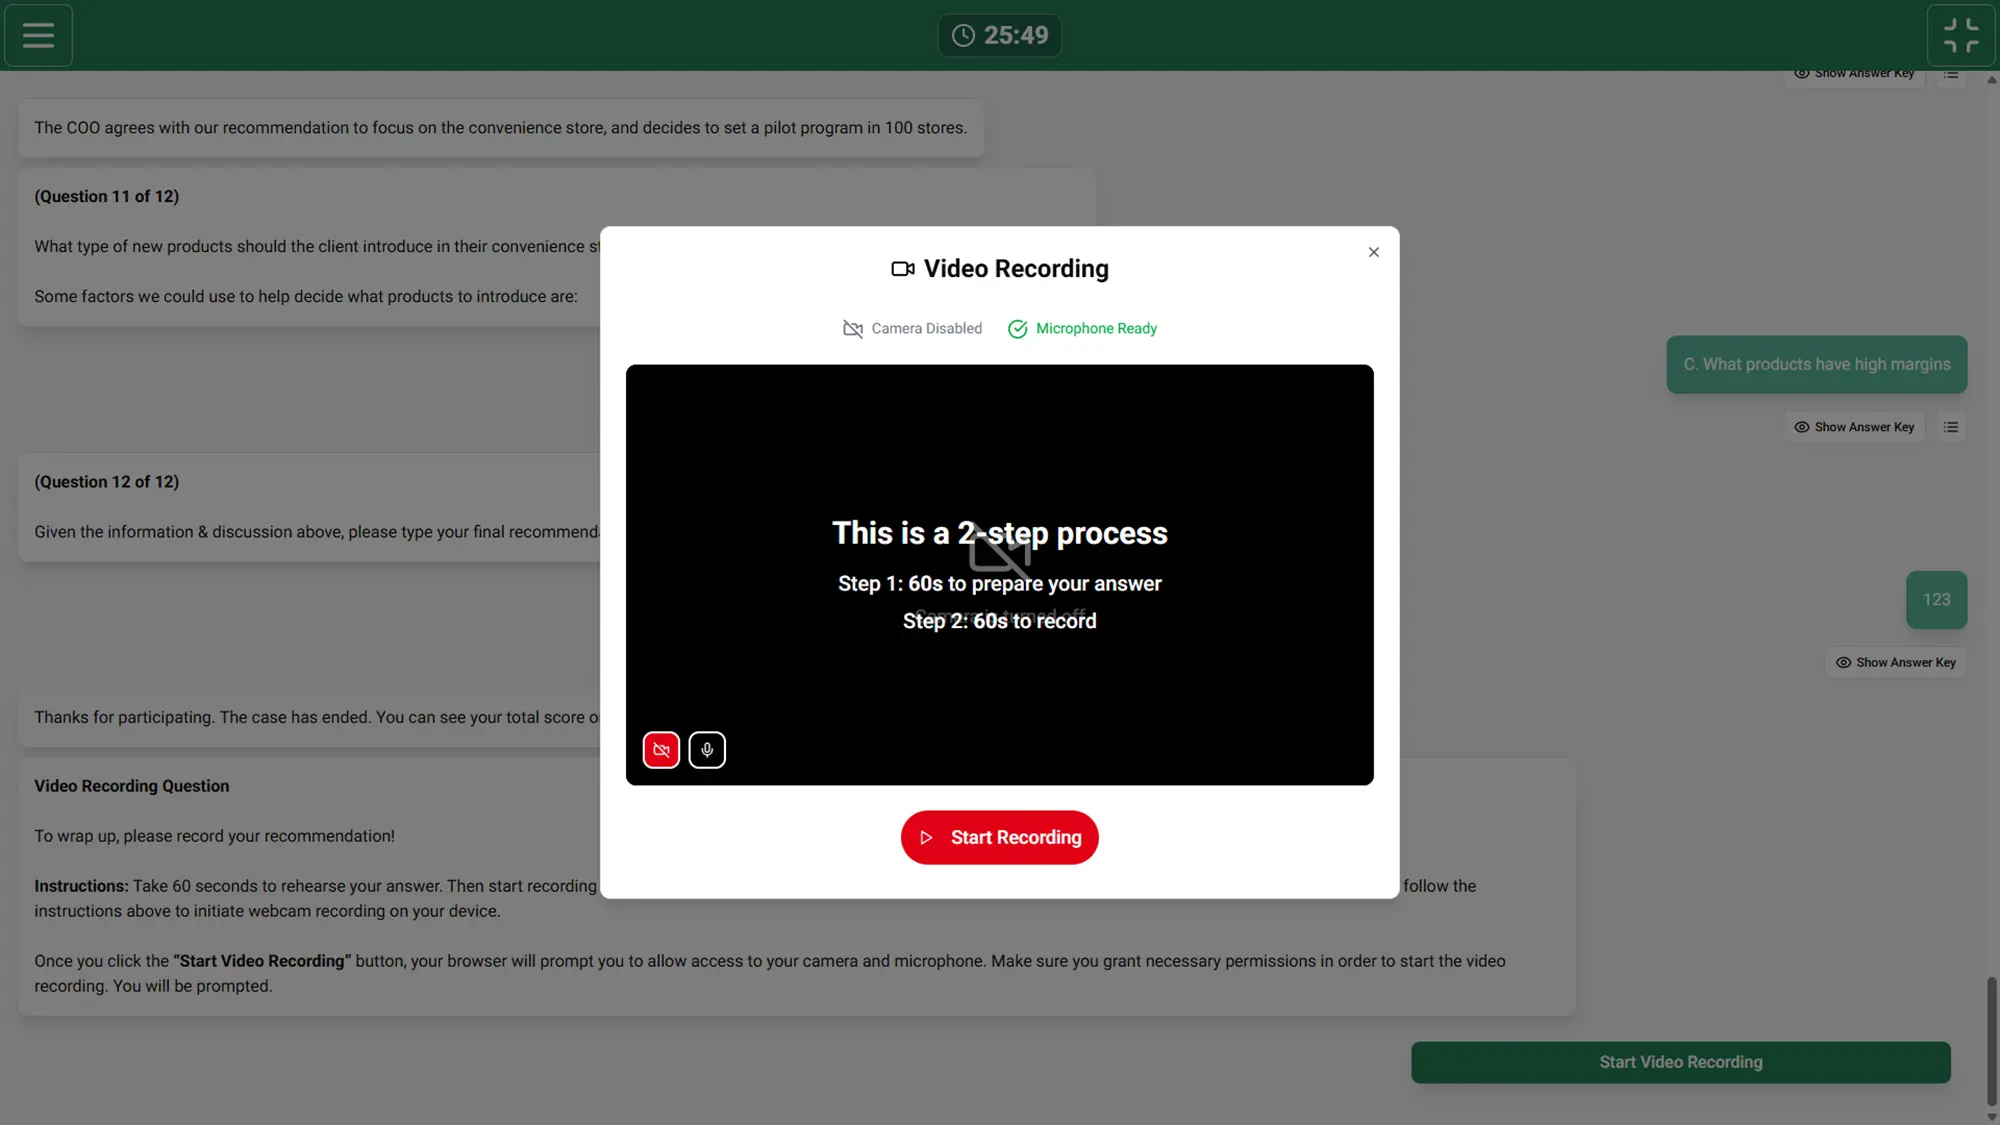 25:49
Show Answer Key
The COO agrees with our recommendation to focus on the convenience store, and decides to set a pilot program in 100 stores.
(Question 11 of 12)
What type of new products should the client introduce in their convenience
Some factors we could use to help decide what products to introduce are:
C. What products have high margins
Show Answer Key
(Question 12 of 12)
Given the information & discussion above, please type your final
123
Show Answer Key
Thanks for participating. The case has ended. You can see your total score
Video Recording Question
To wrap up, please record your recommendation!
Instructions: Take 60 seconds to rehearse your answer. Then start recording
follow the
instructions above to initiate webcam recording on your device.
Once you click the “Start Video Recording” button, your browser will prompt you to allow access to your camera and microphone. Make sure you grant necessary permissions in order to start the video
recording. You will be prompted.
Start Video Recording
Video Recording
Camera Disabled
Microphone Ready
This is a 2-step process
Step 1: 60s to prepare your answer
Camera is turned off
Step 2: 60s to record
Start Recording